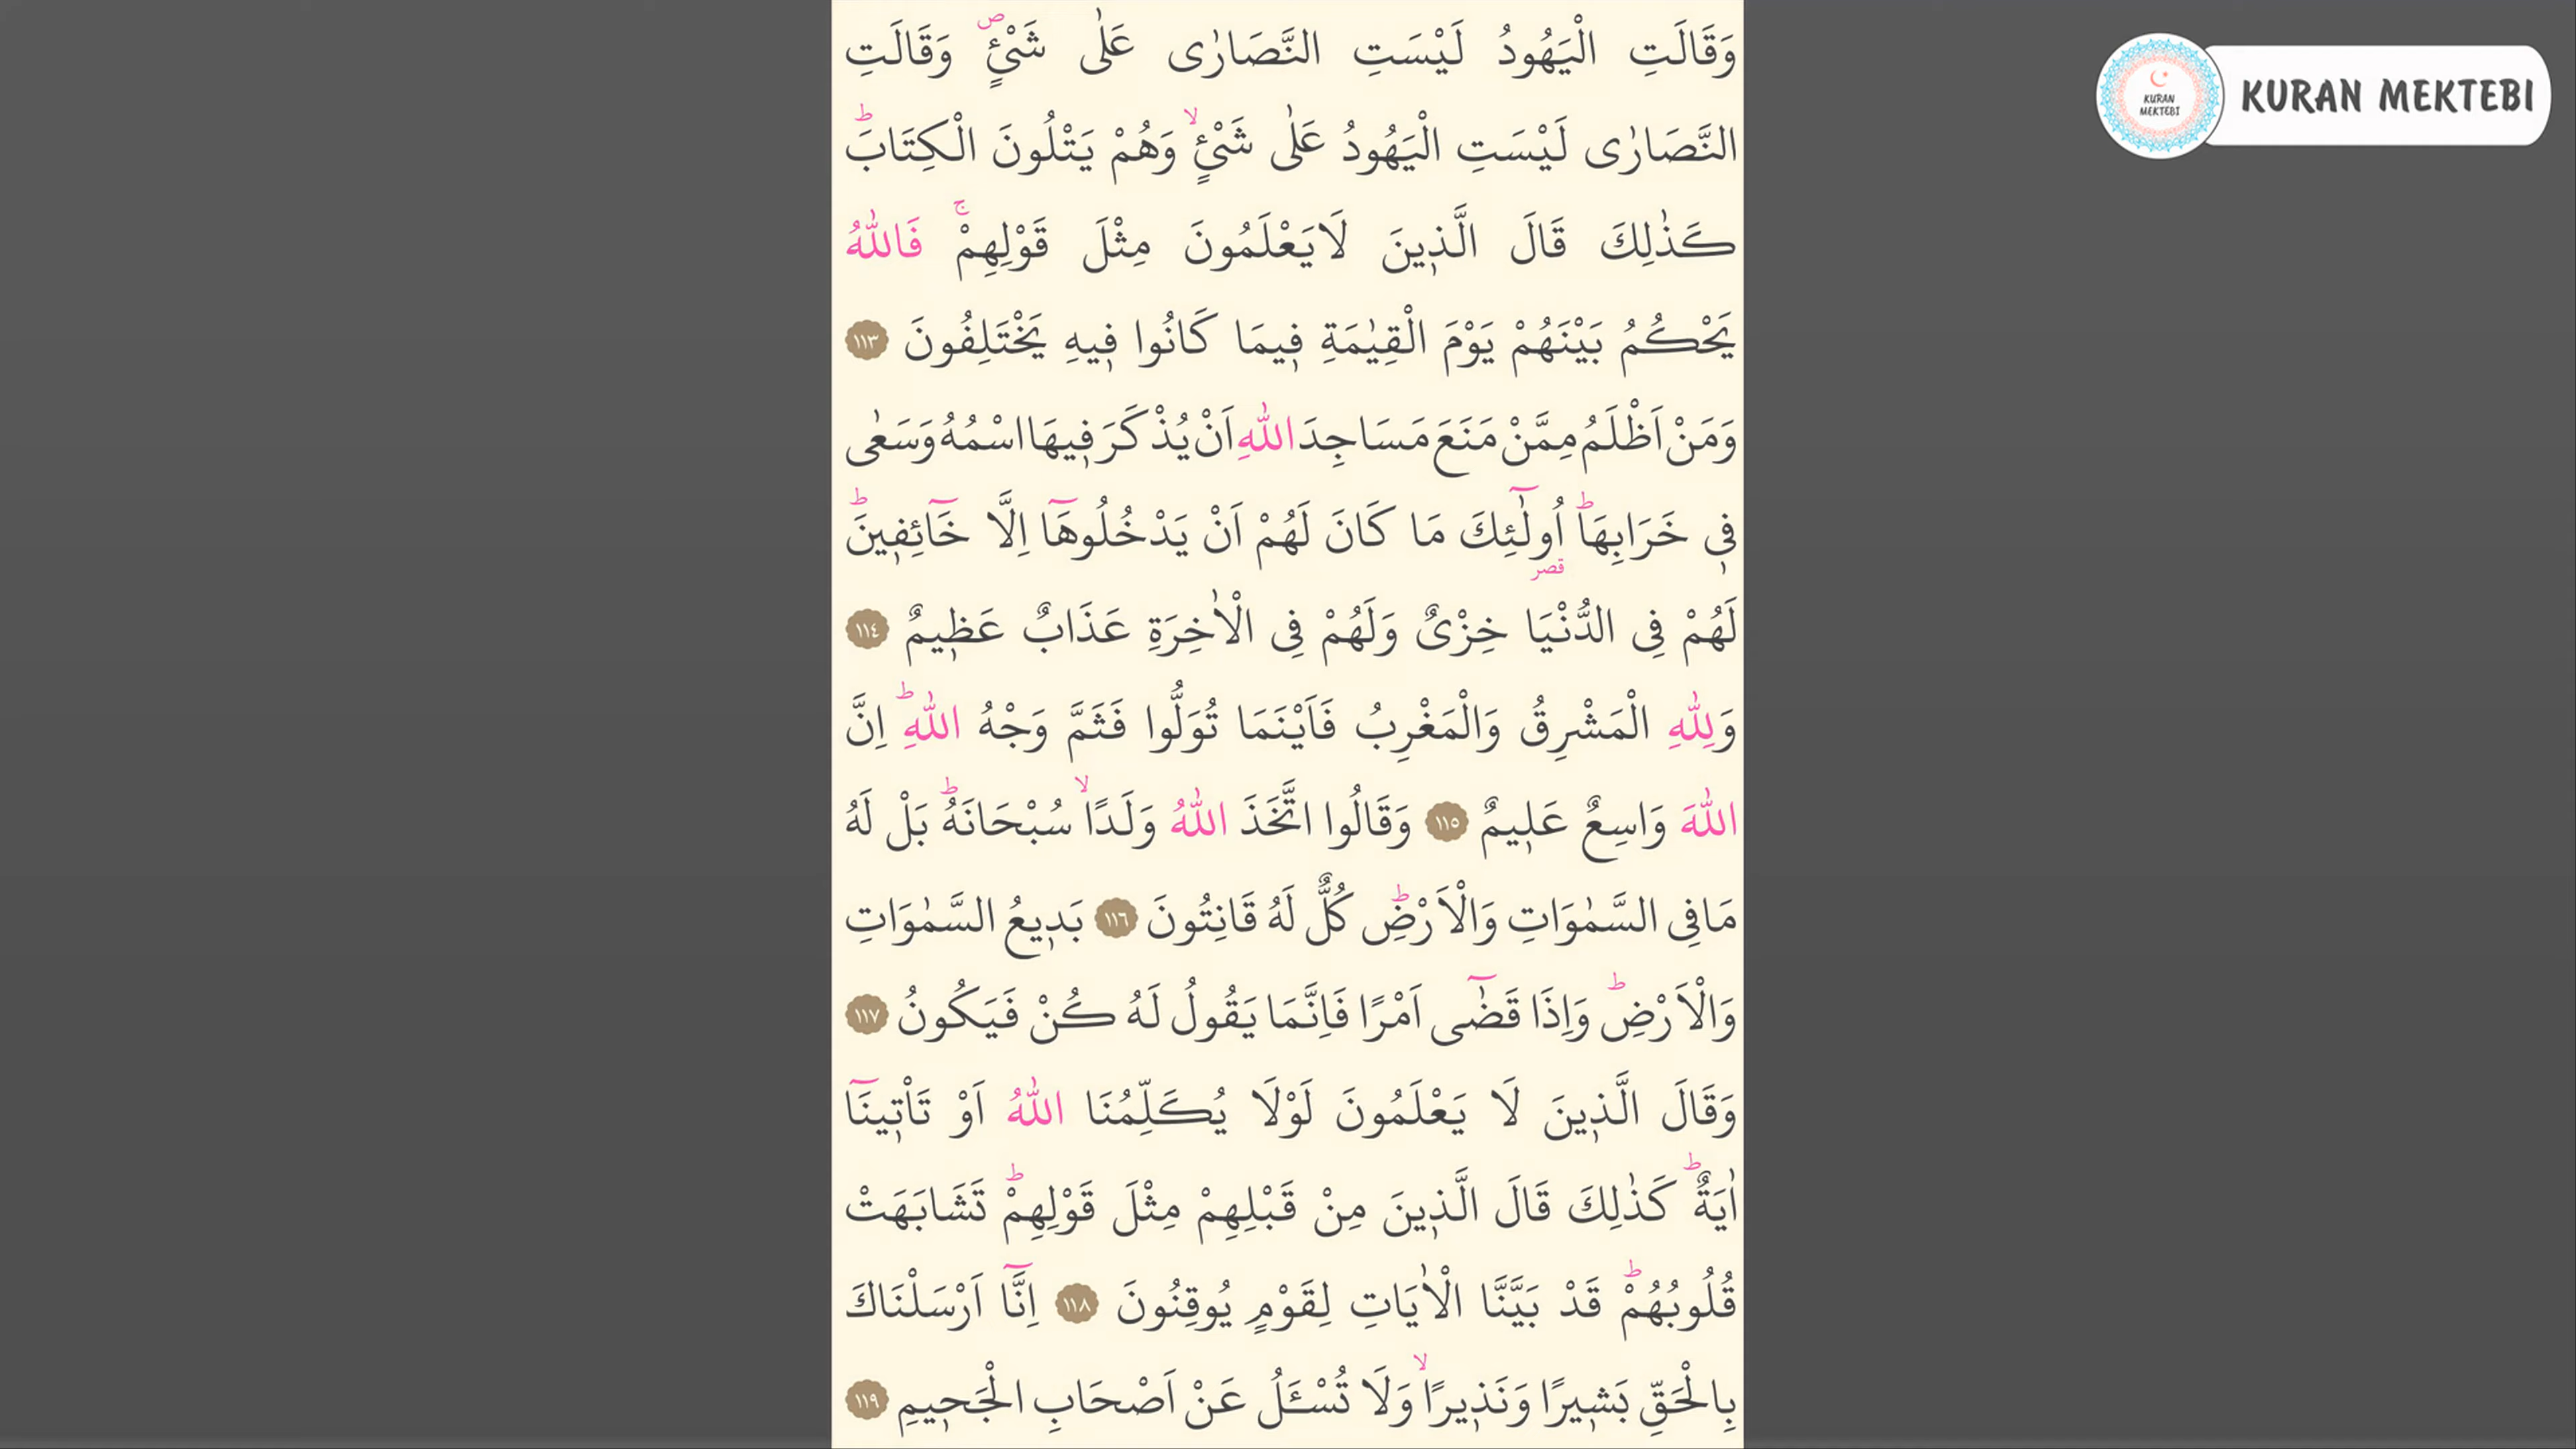 وَقَالَتِ الْيَهُودُ لَيْسَتِ النَّصَارٰى عَلٰى شَيْءٍۖ وَقَالَتِ
النَّصَارٰى لَيْسَتِ الْيَهُودُ عَلٰى شَيْءٍۙ وَهُمْ يَتْلُونَ الْكِتَابَۜ
كَذٰلِكَ قَالَ الَّذ۪ينَ لَا يَعْلَمُونَ مِثْلَ قَوْلِهِمْۚ فَاللّٰهُ
يَحْكُمُ بَيْنَهُمْ يَوْمَ الْقِيٰمَةِ ف۪يمَا كَانُوا ف۪يهِ يَخْتَلِفُونَ ١١٣
وَمَنْ اَظْلَمُ مِمَّنْ مَنَعَ مَسَاجِدَ اللّٰهِ اَنْ يُذْكَرَ ف۪يهَا اسْمُهُ وَسَعٰى
ف۪ي خَرَابِهَاۜ اُولٰٓئِكَ مَا كَانَ لَهُمْ اَنْ يَدْخُلُوهَٓا اِلَّا خَٓائِف۪ينَۜ
قصر
لَهُمْ فِي الدُّنْيَا خِزْيٌ وَلَهُمْ فِي الْاٰخِرَةِ عَذَابٌ عَظ۪يمٌ ١١٤
وَلِلّٰهِ الْمَشْرِقُ وَالْمَغْرِبُ فَاَيْنَمَا تُوَلُّوا فَثَمَّ وَجْهُ اللّٰهِۜ اِنَّ
اللّٰهَ وَاسِعٌ عَل۪يمٌ ١١٥ وَقَالُوا اتَّخَذَ اللّٰهُ وَلَدًاۙ سُبْحَانَهُۜ بَلْ لَهُ
مَا فِي السَّمٰوَاتِ وَالْاَرْضِۜ كُلٌّ لَهُ قَانِتُونَ ١١٦ بَد۪يعُ السَّمٰوَاتِ
وَالْاَرْضِۜ وَاِذَا قَضٰٓى اَمْرًا فَاِنَّمَا يَقُولُ لَهُ كُنْ فَيَكُونُ ١١٧
وَقَالَ الَّذ۪ينَ لَا يَعْلَمُونَ لَوْلَا يُكَلِّمُنَا اللّٰهُ اَوْ تَأْت۪ينَٓا
اٰيَةٌۜ كَذٰلِكَ قَالَ الَّذ۪ينَ مِنْ قَبْلِهِمْ مِثْلَ قَوْلِهِمْۜ تَشَابَهَتْ
قُلُوبُهُمْۜ قَدْ بَيَّنَّا الْاٰيَاتِ لِقَوْمٍ يُوقِنُونَ ١١٨ اِنَّٓا اَرْسَلْنَاكَ
بِالْحَقِّ بَش۪يرًا وَنَذ۪يرًاۙ وَلَا تُسْـَٔلُ عَنْ اَصْحَابِ الْجَح۪يمِ ١١٩
KURAN MEKTEBI
KURAN
MEKTEBI